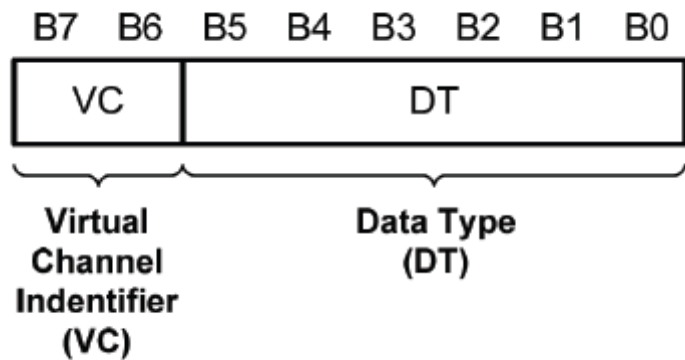 B7 B6 B5 B4 B3 B2 B1 B0
VC DT
Virtual
Channel
Indentifier
(VC)
Data Type
(DT)